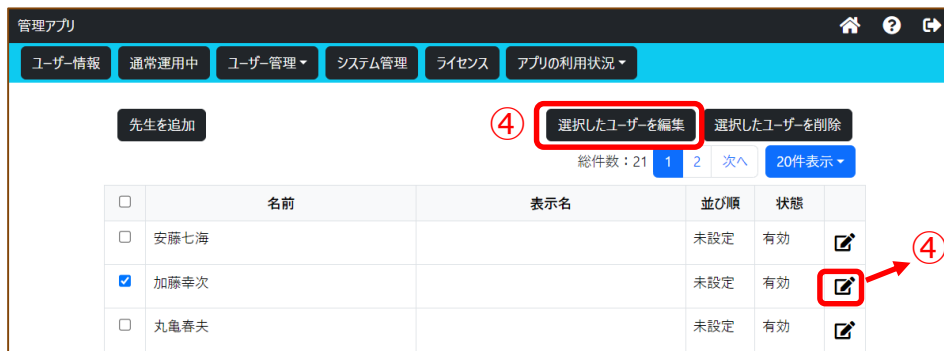 管理アプリ
ユーザー情報 通常運用中 ユーザー管理 システム管理 ライセンス アプリの利用状況
先生を追加 ④ 選択したユーザーを編集 選択したユーザーを削除
総件数：21 1 2 次へ 20件表示
名前 表示名 並び順 状態
安藤七海 未設定 有効
④
加藤幸次 未設定 有効
丸亀春夫 未設定 有効